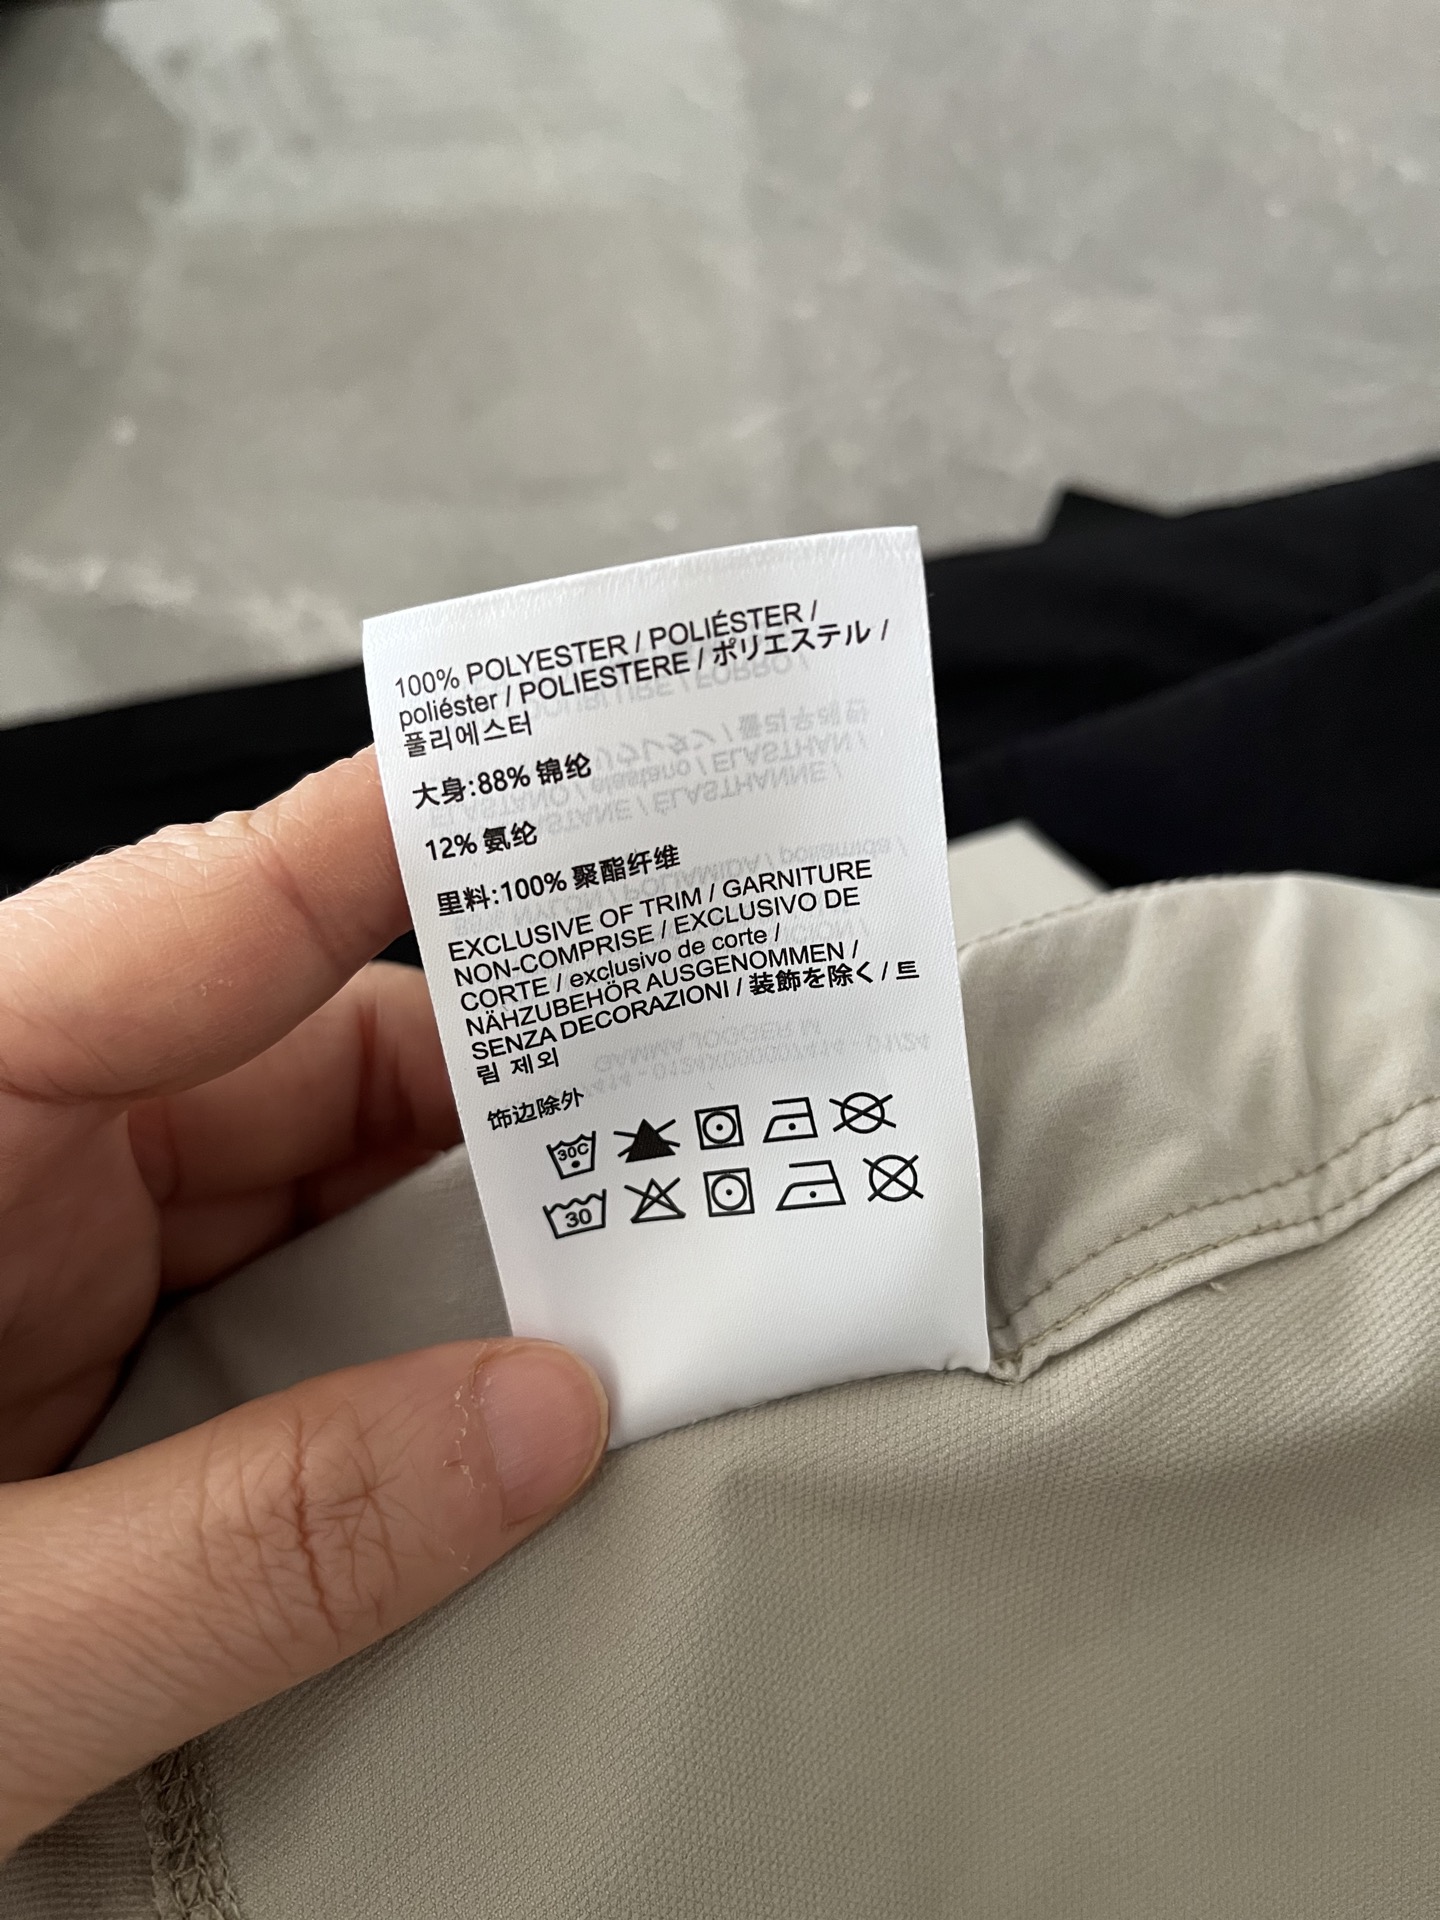 100% POLYESTER / POLIÉSTER /
poliéster / POLIESTERE / ポリエステル /
폴리에스터
大身:88% 锦纶
12% 氨纶
里料:100% 聚酯纤维
EXCLUSIVE OF TRIM / GARNITURE
NON-COMPRISE / EXCLUSIVO DE
CORTE / exclusivo de corte /
NÄHZUBEHÖR AUSGENOMMEN /
SENZA DECORAZIONI / 装飾を除く / 트
림 제외
饰边除外
30C
30